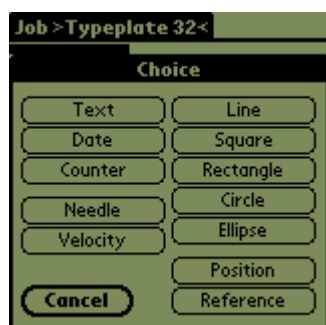 Job >Typeplate 32<
Choice
Text
Date
Counter
Needle
Velocity
Cancel
Line
Square
Rectangle
Circle
Ellipse
Position
Reference